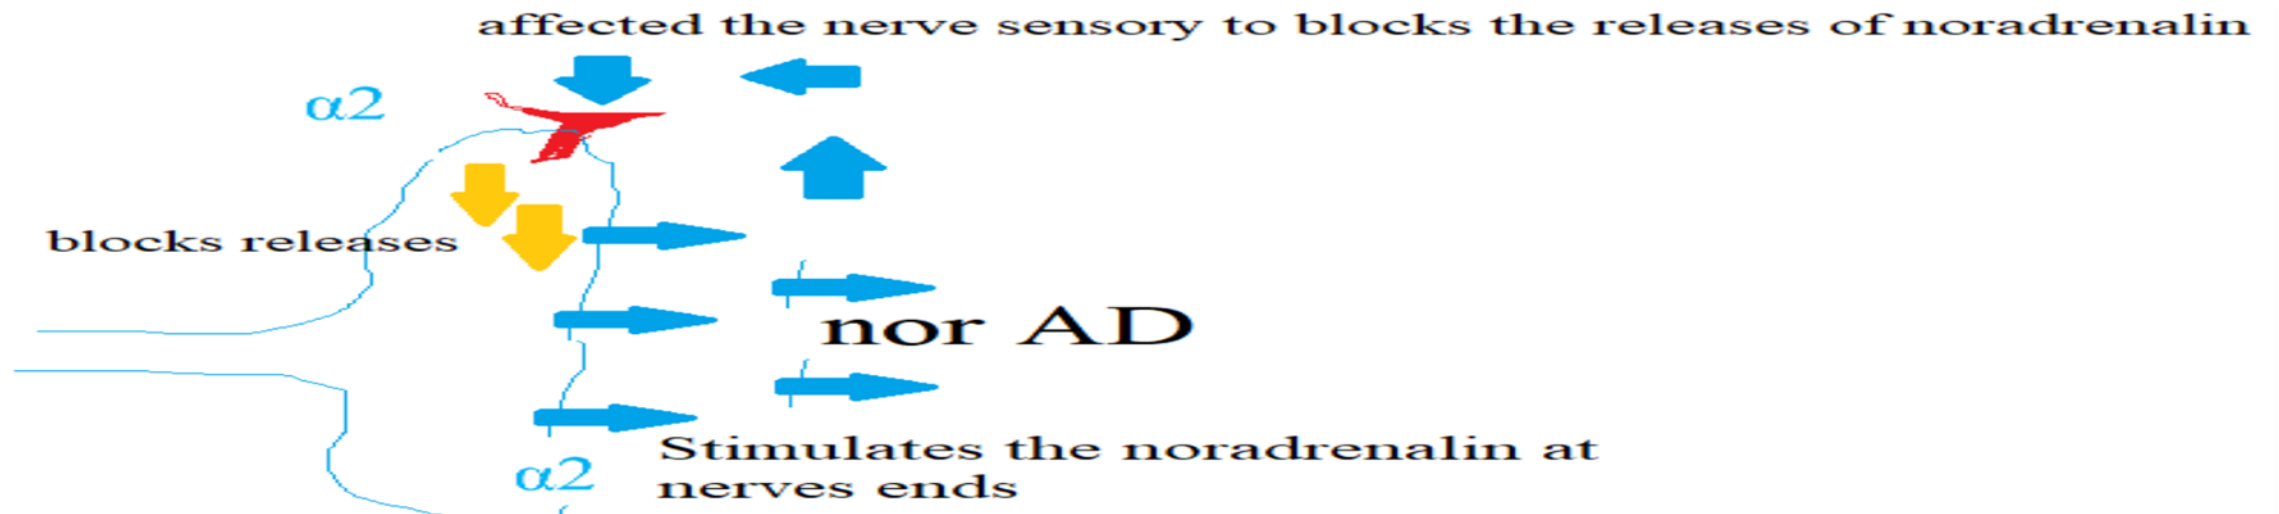 affected the nerve sensory to blocks the releases of noradrenalin
α2
blocks releases
nor AD
Stimulates the noradrenalin at
nerves ends
α2